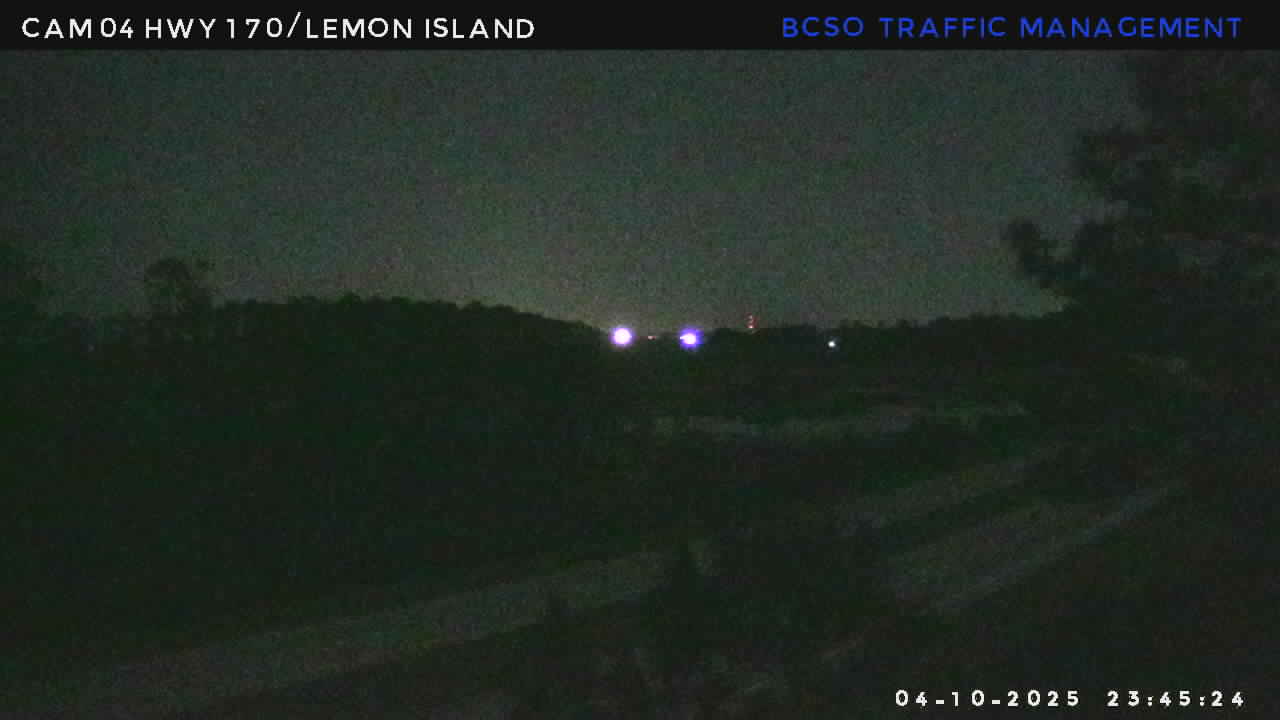 CAM04 HWY 170/LEMON ISLAND
BCSO TRAFFIC MANAGEMENT
04-10-2025 23:45:24